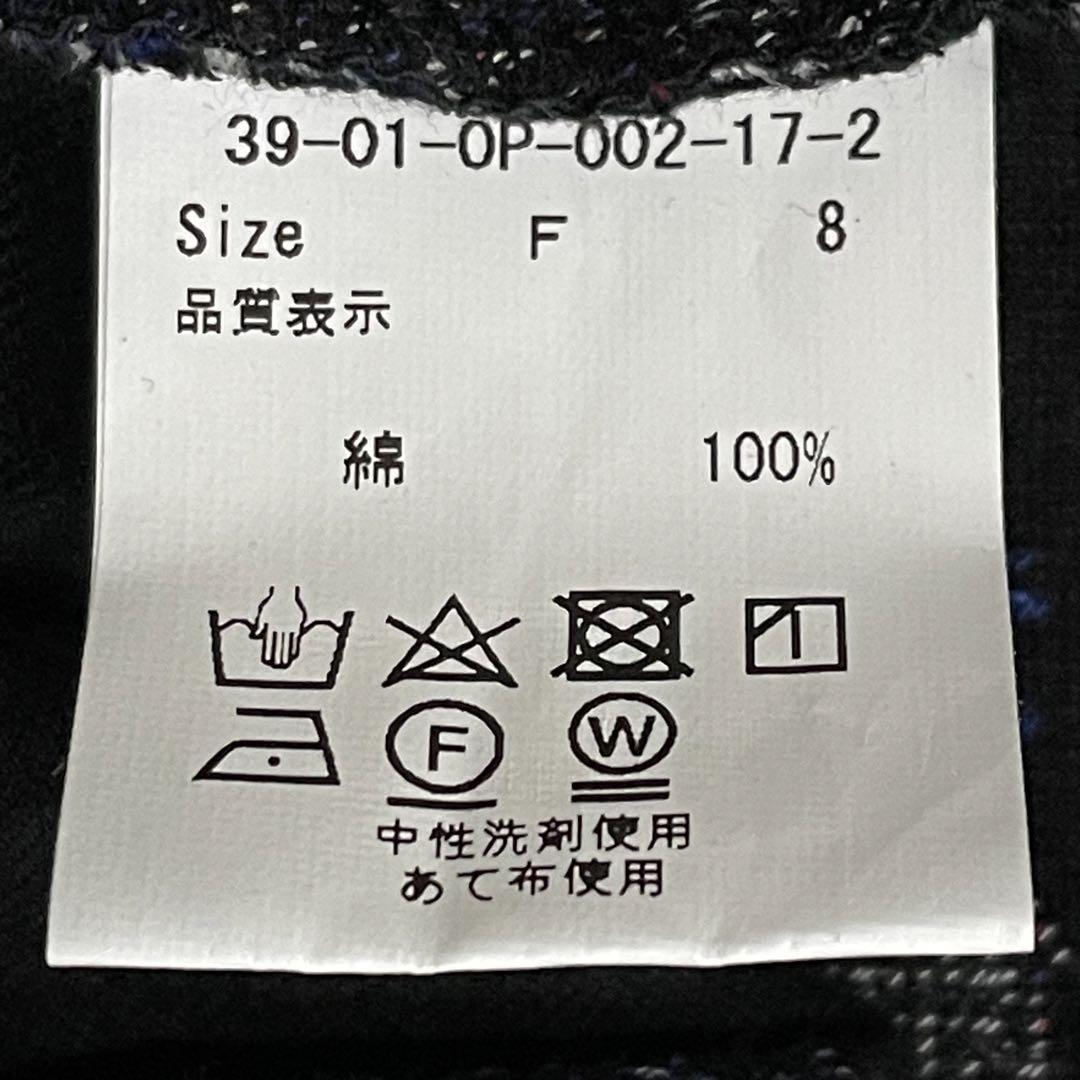 39-01-OP-002-17-2
Size F 8
品質表示
綿 100%
F W
中性洗剤使用
あて布使用